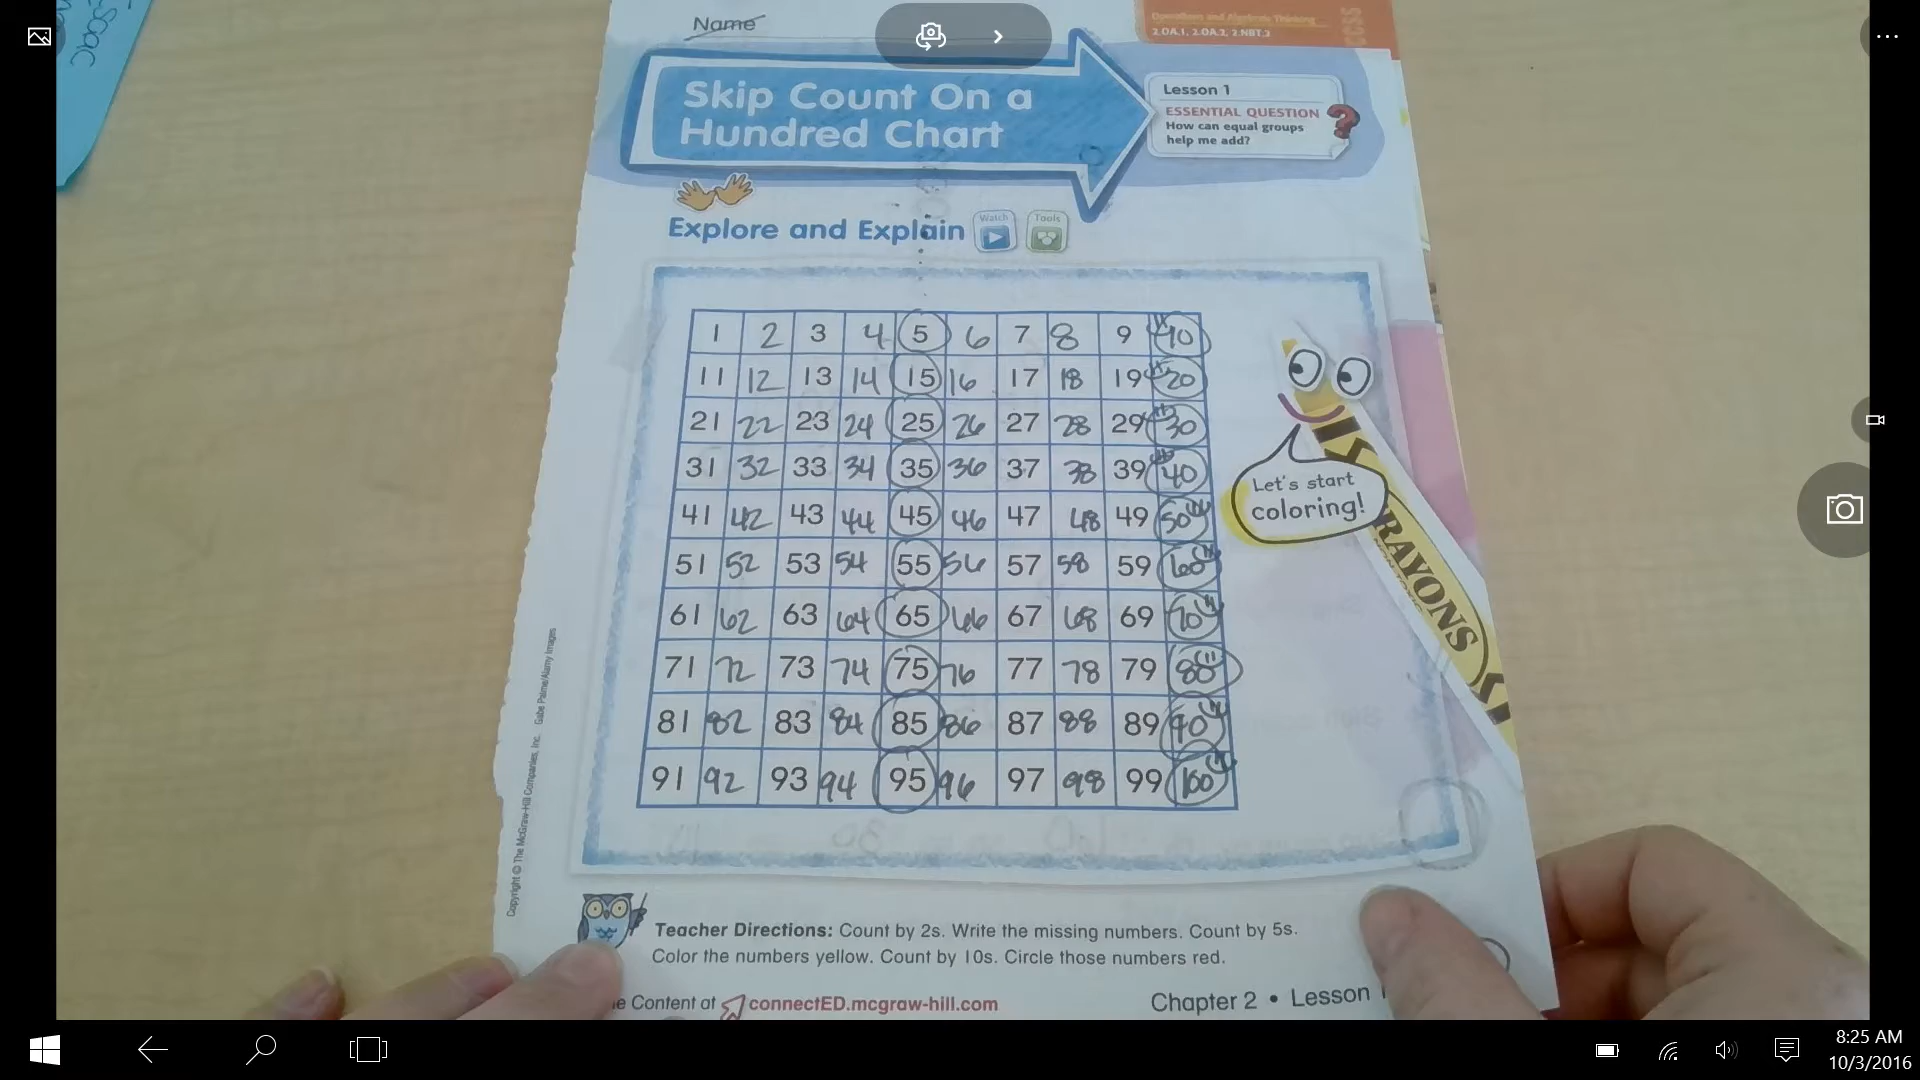 Name
Operations and Algebraic Thinking
2.OA.1, 2.OA.2, 2.NBT.2
CCSS
Skip Count On a
Hundred Chart
Lesson 1
ESSENTIAL QUESTION
How can equal groups
help me add?
Explore and Explain
Watch
Tools
1 2 3 4 5 6 7 8 9 10
11 12 13 14 15 16 17 18 19 20
21 22 23 24 25 26 27 28 29 30
31 32 33 34 35 36 37 38 39 40
41 42 43 44 45 46 47 48 49 50
51 52 53 54 55 56 57 58 59 60
61 62 63 64 65 66 67 68 69 70
71 72 73 74 75 76 77 78 79 80
81 82 83 84 85 86 87 88 89 90
91 92 93 94 95 96 97 98 99 100
Let's start
coloring!
RAYONS
Copyright © The McGraw-Hill Companies, Inc. Gabe Palmer/Alamy Images
Teacher Directions: Count by 2s. Write the missing numbers. Count by 5s.
Color the numbers yellow. Count by 10s. Circle those numbers red.
e Content at connectED.mcgraw-hill.com
Chapter 2 • Lesson 1
8:25 AM
10/3/2016